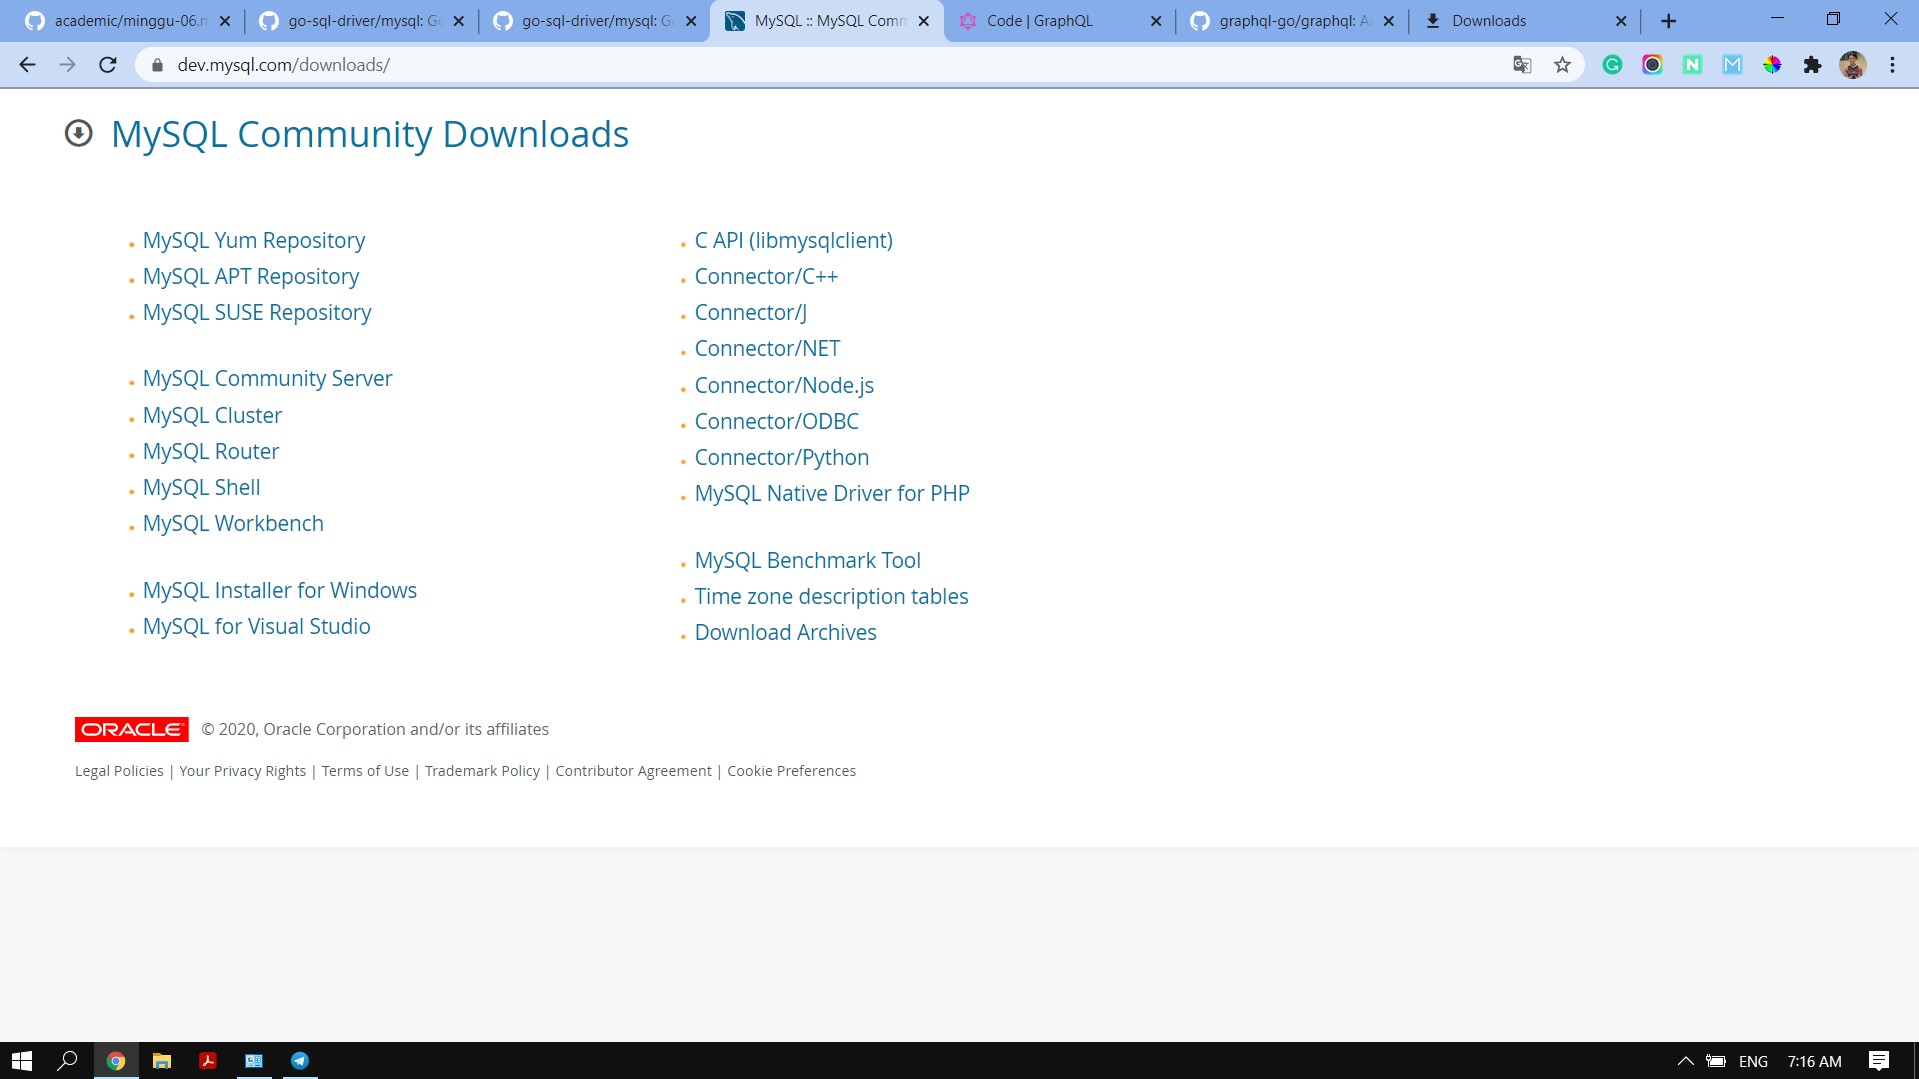 academic/minggu-06.m
go-sql-driver/mysql: Go
go-sql-driver/mysql: Go
MySQL :: MySQL Comm
Code | GraphQL
graphql-go/graphql: A
Downloads
dev.mysql.com/downloads/
MySQL Community Downloads
MySQL Yum Repository
MySQL APT Repository
MySQL SUSE Repository
MySQL Community Server
MySQL Cluster
MySQL Router
MySQL Shell
MySQL Workbench
MySQL Installer for Windows
MySQL for Visual Studio
C API (libmysqlclient)
Connector/C++
Connector/J
Connector/NET
Connector/Node.js
Connector/ODBC
Connector/Python
MySQL Native Driver for PHP
MySQL Benchmark Tool
Time zone description tables
Download Archives
ORACLE © 2020, Oracle Corporation and/or its affiliates
Legal Policies | Your Privacy Rights | Terms of Use | Trademark Policy | Contributor Agreement | Cookie Preferences
ENG 7:16 AM